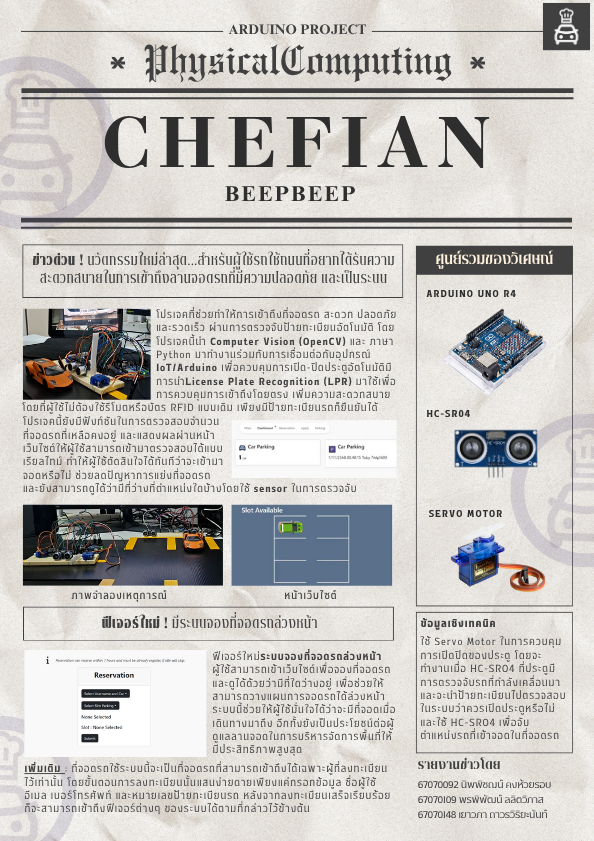 ARDUINO PROJECT
PhysicalComputing
CHEFIAN
BEEPBEEP
ข่าวด่วน ! นวัตกรรมใหม่ล่าสุด...สำหรับผู้ใช้รถใช้ถนนที่อยากได้รับความ
สะดวกสบายในการเข้าถึงลานจอดรถที่มีความปลอดภัย และเป็นระบบ
โปรเจคที่ช่วยทำให้การเข้าถึงที่จอดรถ สะดวก ปลอดภัย
และรวดเร็ว ผ่านการตรวจจับป้ายทะเบียนอัตโนมัติ โดย
โปรเจคนี้นำ Computer Vision (OpenCV) และ ภาษา
Python มาทำงานร่วมกับการเชื่อมต่อกับอุปกรณ์
IoT/Arduino เพื่อควบคุมการเปิด-ปิดประตูอัตโนมัติมี
การนำLicense Plate Recognition (LPR) มาใช้เพื่อ
การควบคุมการเข้าถึงโดยตรง เพิ่มความสะดวกสบาย
โดยที่ผู้ใช้ไม่ต้องใช้รีโมตหรือบัตร RFID แบบเดิม เพียงมีป้ายทะเบียนรถก็ยืนยันได้
โปรเจคนี้ยังมีฟังก์ชันในการตรวจสอบจำนวน
ที่จอดรถที่เหลือคงอยู่ และแสดงผลผ่านหน้า
เว็บไซต์ให้ผู้ใช้สามารถเข้ามาตรวจสอบได้แบบ
เรียลไทม์ ทำให้ผู้ใช้ตัดสินใจได้ทันทีว่าจะเข้ามา
จอดหรือไม่ ช่วยลดปัญหาการแย่งที่จอดรถ
และยังสามารถดูได้ว่ามีที่ว่างที่ตำแหน่งใดบ้างโดยใช้ sensor ในการตรวจจับ
Car Parking
Car Parking
Slot Available
ภาพจำลองเหตุการณ์
หน้าเว็บไซต์
ฟีเจอร์ใหม่ ! มีระบบจองที่จอดรถล่วงหน้า
Reservation
None Selected
Slot : None Selected
Submit
ฟีเจอร์ใหม่ระบบจองที่จอดรถล่วงหน้า
ผู้ใช้สามารถเข้าเว็บไซต์เพื่อจองที่จอดรถ
และดูได้ด้วยว่ามีที่ใดว่างอยู่ เพื่อช่วยให้
สามารถวางแผนการจอดรถได้ล่วงหน้า
ระบบนี้ช่วยให้ผู้ใช้มั่นใจได้ว่าจะมีที่จอดเมื่อ
เดินทางมาถึง อีกทั้งยังเป็นประโยชน์ต่อผู้
ดูแลลานจอดในการบริหารจัดการพื้นที่ให้
มีประสิทธิภาพสูงสุด
เพิ่มเติม : ที่จอดรถใช้ระบบนี้จะเป็นที่จอดรถที่สามารถเข้าถึงได้เฉพาะผู้ที่ลงทะเบียน
ไว้เท่านั้น โดยขั้นตอนการลงทะเบียนนั้นแสนง่ายดายเพียงแค่กรอกข้อมูล ชื่อผู้ใช้
อีเมล เบอร์โทรศัพท์ และหมายเลขป้ายทะเบียนรถ หลังจากลงทะเบียนเสร็จเรียบร้อย
ก็จะสามารถเข้าถึงฟีเจอร์ต่างๆ ของระบบได้ตามที่กล่าวไว้ข้างต้น
ศูนย์รวมของวิเศษณ์
ARDUINO UNO R4
HC-SR04
SERVO MOTOR
ข้อมูลเชิงเทคนิค
ใช้ Servo Motor ในการควบคุม
การเปิดปิดของประตู โดยจะ
ทำงานเมื่อ HC-SR04 ที่ประตูมี
การตรวจจับรถที่กำลังเคลื่อนมา
และจะนำป้ายทะเบียนไปตรวจสอบ
ในระบบว่าควรเปิดประตูหรือไม่
และใช้ HC-SR04 เพื่อจับ
ตำแหน่งรถที่เข้าจอดในที่จอดรถ
รายงานข่าวโดย
67070092 นิพพิชฌน์ คงห้วยรอบ
67070109 พรพิพัฒน์ ลลิตวิภาส
67070148 เยาวภา ถาวรวิริยะนันท์